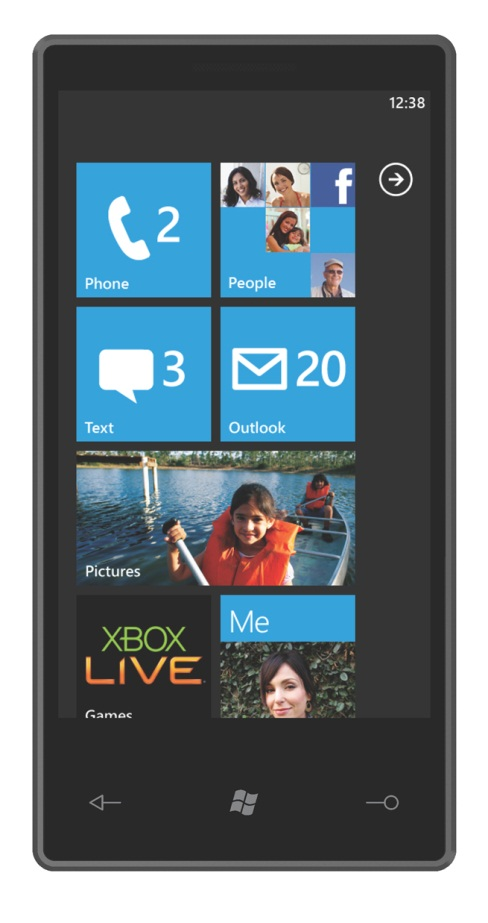 12:38
2
Phone
f
People
3
Text
20
Outlook
Pictures
XBOX
LIVE
Games
Me